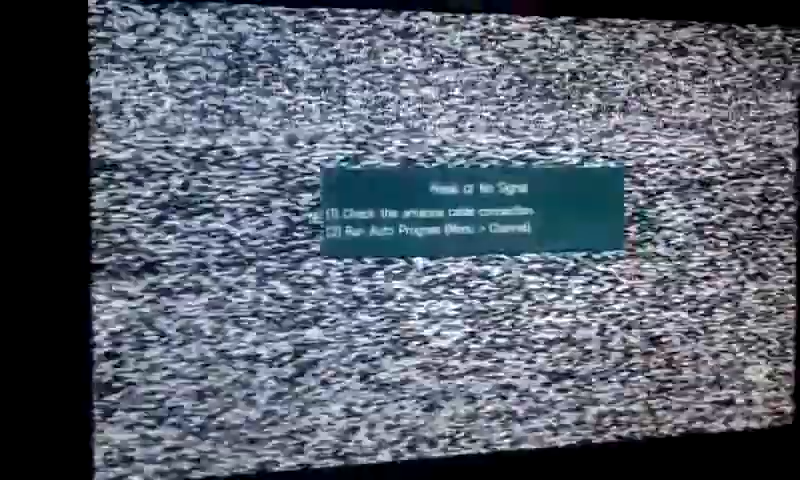 Weak or No Signal
(1) Check the antenna cable connection.
(2) Run Auto Program (Menu > Channel)